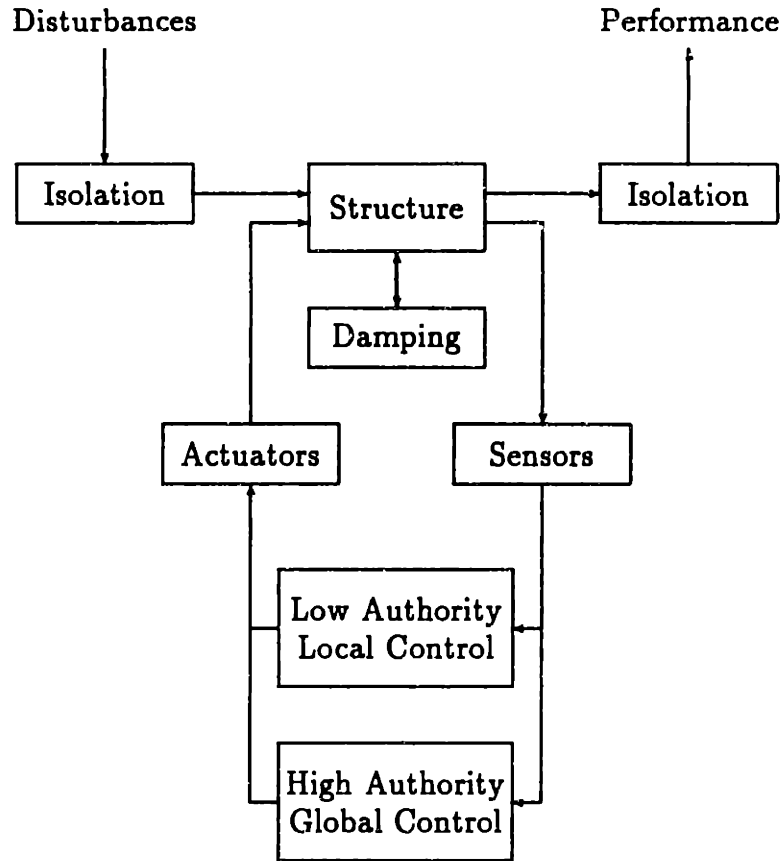 Disturbances
Performance
Isolation
Structure
Isolation
Damping
Actuators
Sensors
Low Authority
Local Control
High Authority
Global Control